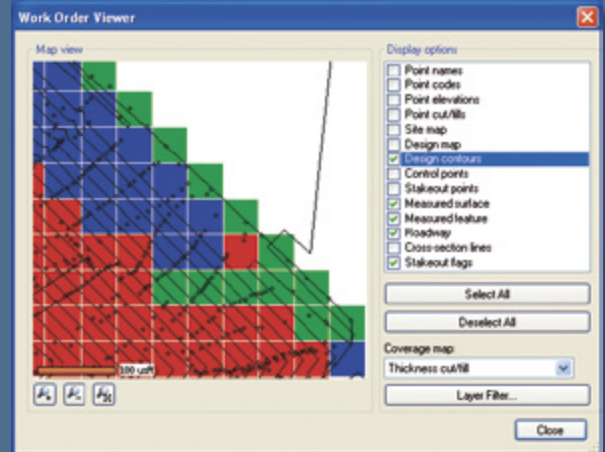 Work Order Viewer
Map view
100 usft
Display options
Point names
Point codes
Point elevations
Point cut/fills
Site map
Design map
Design contours
Control points
Stakeout points
Measured surface
Measured feature
Roadway
Cross-section lines
Stakeout flags
Select All
Deselect All
Coverage map:
Thickness cut/fill
Layer Filter...
Close